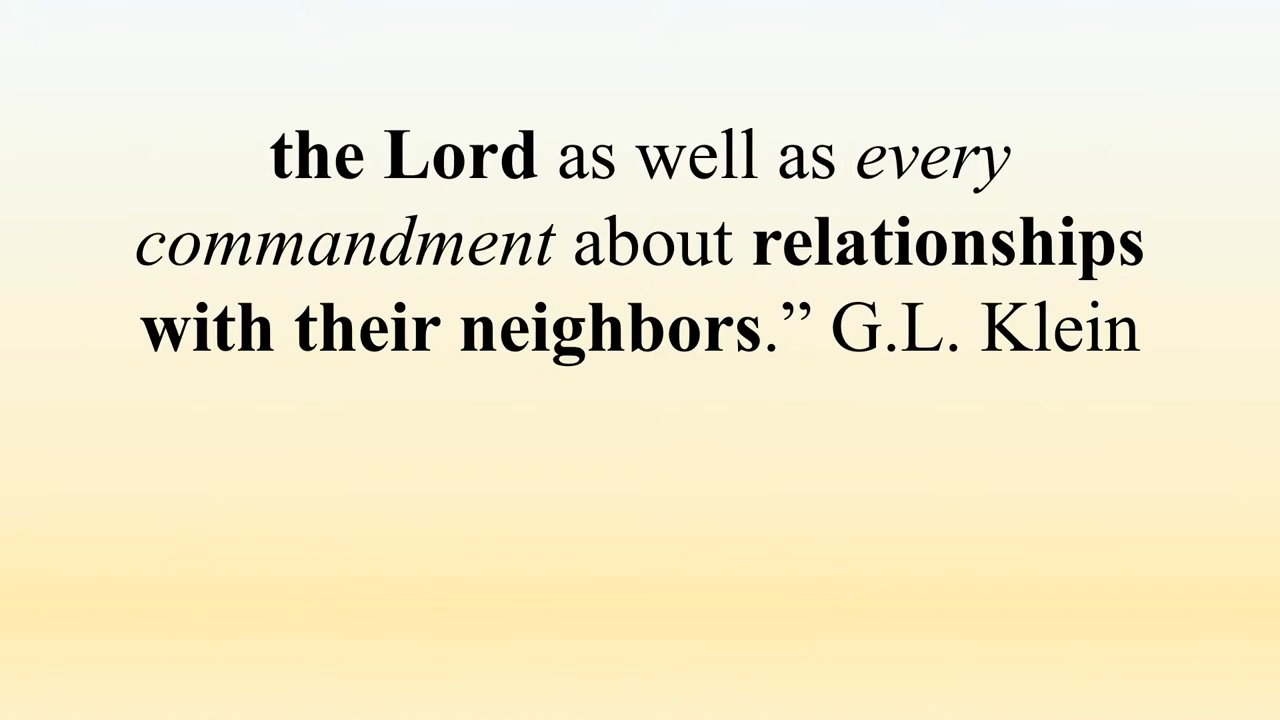 the Lord as well as every
commandment about relationships
with their neighbors.” G.L. Klein